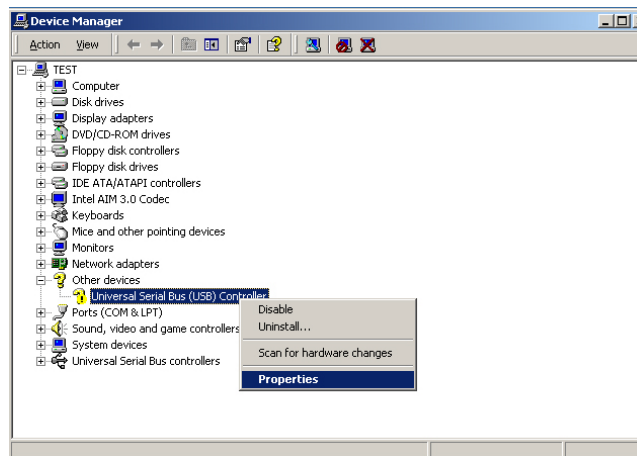 Device Manager
Action View
TEST
Computer
Disk drives
Display adapters
DVD/CD-ROM drives
Floppy disk controllers
Floppy disk drives
IDE ATA/ATAPI controllers
Intel AIM 3.0 Codec
Keyboards
Mice and other pointing devices
Monitors
Network adapters
Other devices
Universal Serial Bus (USB) Controller
Ports (COM & LPT)
Sound, video and game controllers
System devices
Universal Serial Bus controllers
Disable
Uninstall...
Scan for hardware changes
Properties